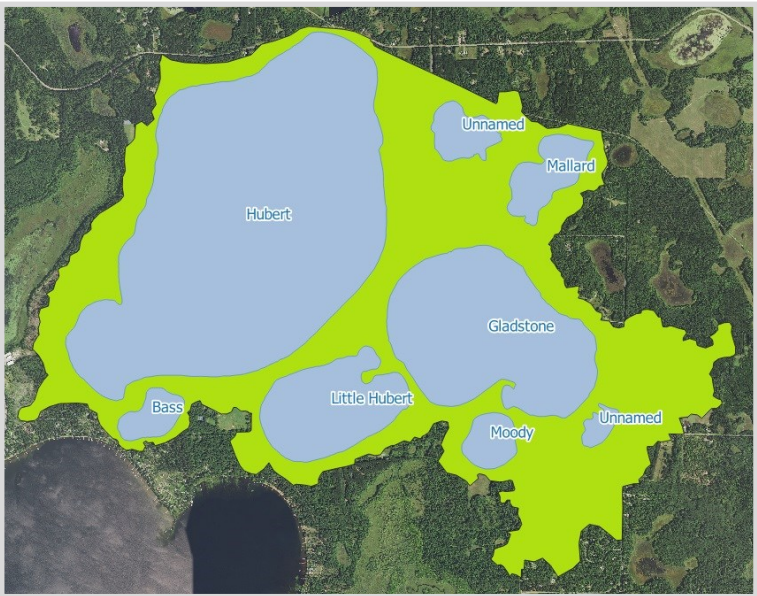 Unnamed
Mallard
Hubert
Gladstone
Little Hubert
Bass
Unnamed
Moody